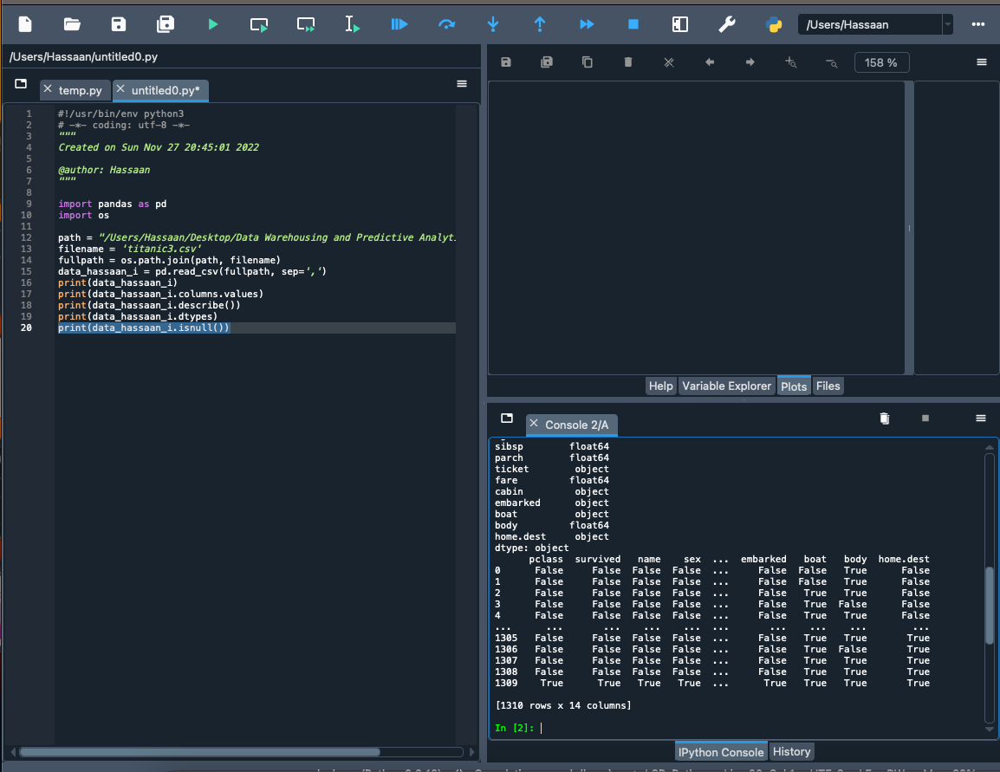 /Users/Hassaan
/Users/Hassaan/untitled0.py
temp.py
untitled0.py*
1 #!/usr/bin/env python3
2 # -*- coding: utf-8 -*-
3 """
4 Created on Sun Nov 27 20:45:01 2022
5
6 @author: Hassaan
7 """
8
9 import pandas as pd
10 import os
11
12 path = "/Users/Hassaan/Desktop/Data Warehousing and Predictive
13 filename = 'titanic3.csv'
14 fullpath = os.path.join(path, filename)
15 data_hassaan_i = pd.read_csv(fullpath, sep=',')
16 print(data_hassaan_i)
17 print(data_hassaan_i.columns.values)
18 print(data_hassaan_i.describe())
19 print(data_hassaan_i.dtypes)
20 print(data_hassaan_i.isnull())
158 %
Help Variable Explorer Plots Files
Console 2/A
sibsp float64
parch float64
ticket object
fare float64
cabin object
embarked object
boat object
body float64
home.dest object
dtype: object
pclass survived name sex ... embarked boat body home.dest
0 False False False False ... False False True False
1 False False False False ... False False True False
2 False False False False ... False True True False
3 False False False False ... False True False False
4 False False False False ... False True True False
... ... ... ... ... ... ... ... ... ...
1305 False False False False ... False True True True
1306 False False False False ... False True False True
1307 False False False False ... False True True True
1308 False False False False ... False True True True
1309 True True True True ... True True True True
[1310 rows x 14 columns]
In [2]:
IPython Console History